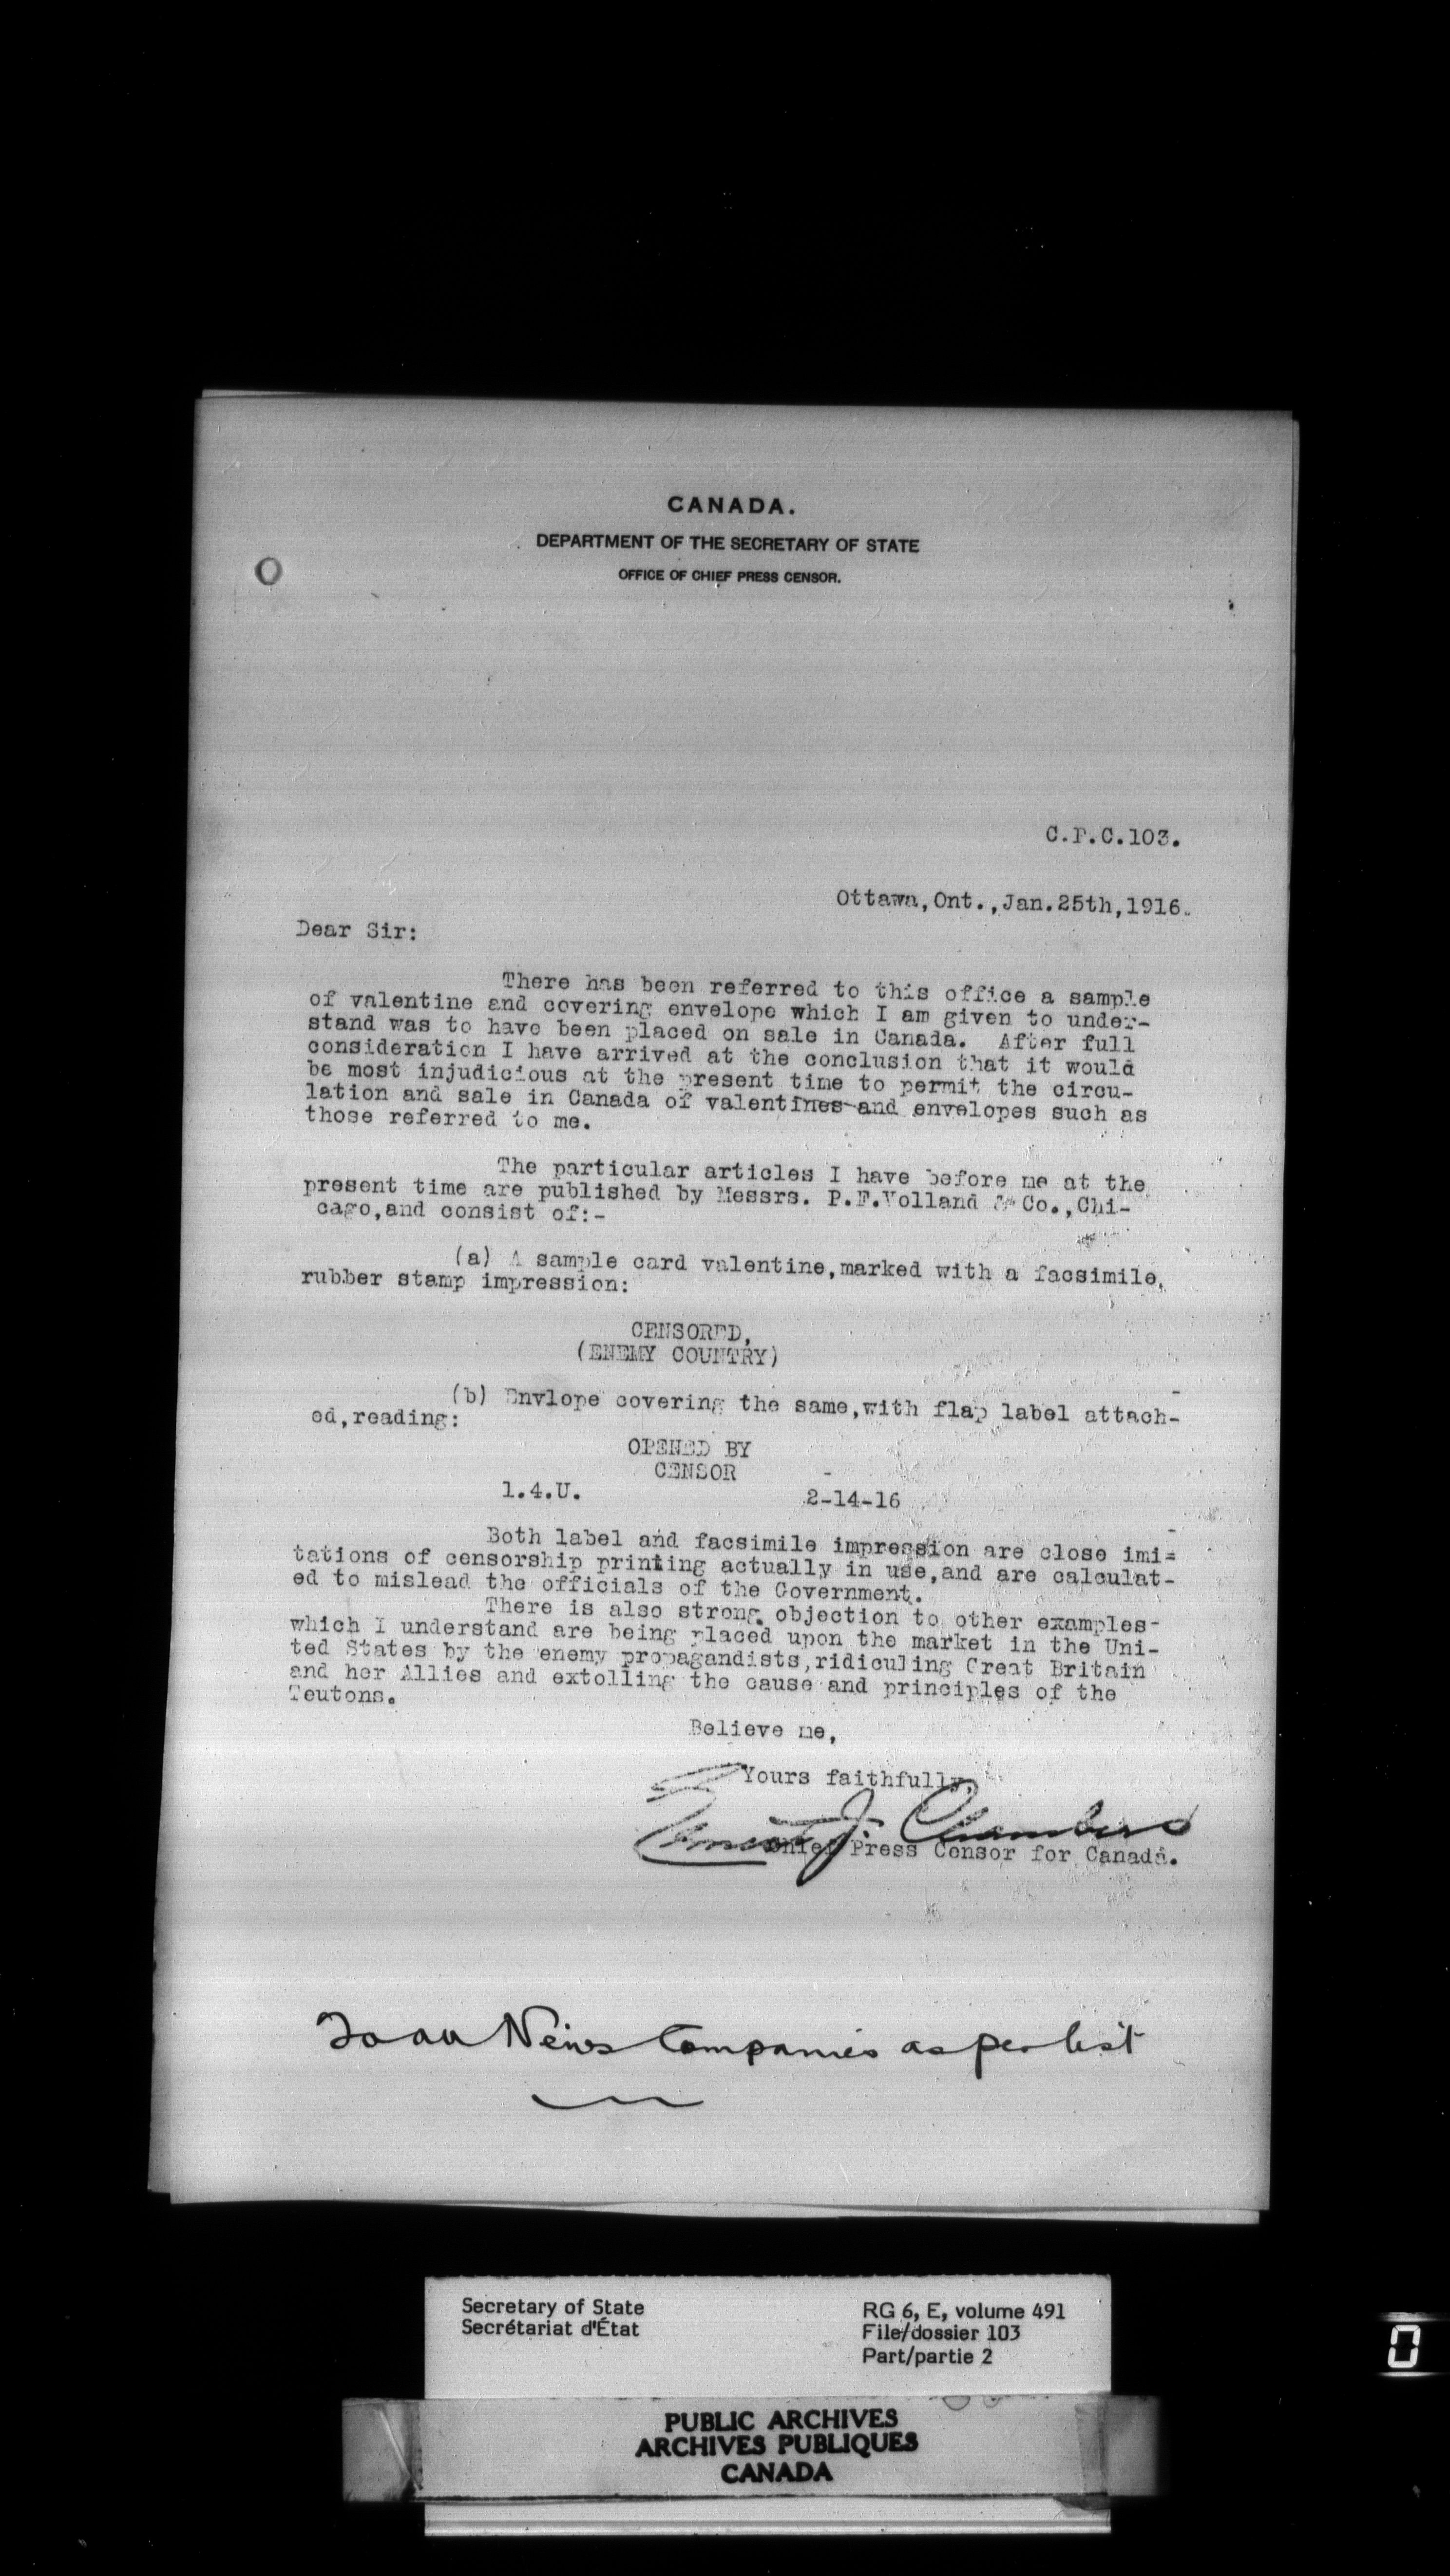 CANADA.
DEPARTMENT OF THE SECRETARY OF STATE
OFFICE OF CHIEF PRESS CENSOR.
C.P.C.103.
Ottawa,Ont.,Jan.25th,1916.
Dear Sir:
There has been referred to this office a sample
of valentine and covering envelope which I am given to under-
stand was to have been placed on sale in Canada. After full
consideration I have arrived at the conclusion that it would
be most injudicious at the present time to permit the circu-
lation and sale in Canada of valentines and envelopes such as
those referred to me.
The particular articles I have before me at the
present time are published by Messrs. P.F.Volland & Co.,Chi-
cago,and consist of:-
(a) A sample card valentine,marked with a facsimile,
rubber stamp impression:
CENSORED,
(ENEMY COUNTRY)
(b) Envlope covering the same,with flap label attach-
ed,reading:
OPENED BY
CENSOR
1.4.U. 2-14-16
Both label and facsimile impression are close imi=
tations of censorship printing actually in use,and are calculat-
ed to mislead the officials of the Government.
There is also strong objection to other examples-
which I understand are being placed upon the market in the Uni-
ted States by the enemy propagandists,ridiculing Great Britain
and her Allies and extolling the cause and principles of the
Teutons.
Believe me,
Yours faithfully,
Ernest J. Chambers
Chief Press Censor for Canada.
To all News Companies as per list
Secretary of State
Secrétariat d'État
RG 6, E, volume 491
File/dossier 103
Part/partie 2
PUBLIC ARCHIVES
ARCHIVES PUBLIQUES
CANADA
0